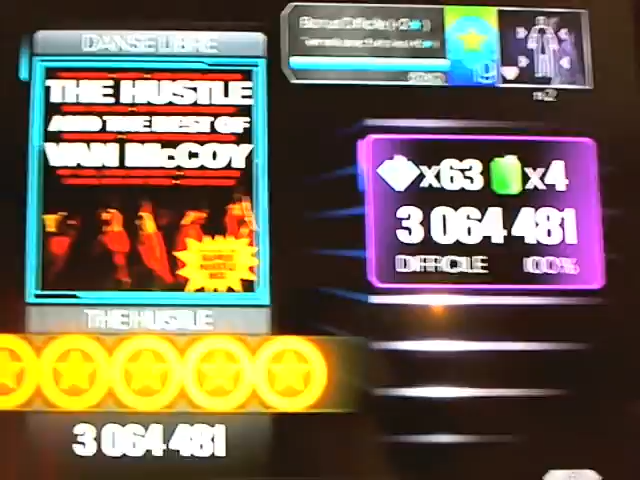 DANSE LIBRE
THE HUSTLE
AND THE BEST OF
VAN McCOY
THE HUSTLE
3 064 481
x63 x4
3 064 481
DIFFICILE 100%